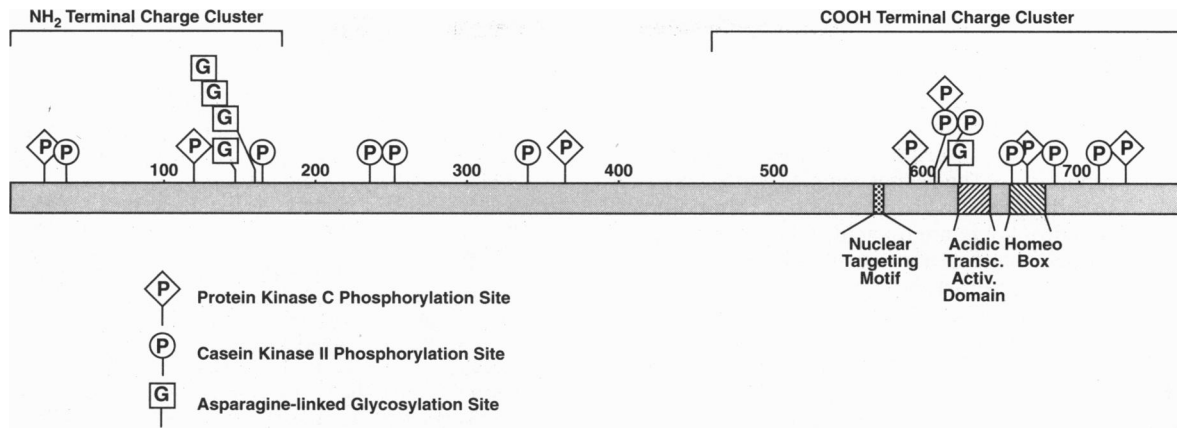 NH2 Terminal Charge Cluster
COOH Terminal Charge Cluster
G
G
G
P
P P P G P P P P P P P G P P P P P
100 200 300 400 500 600 700
Nuclear Targeting Motif
Acidic Transc. Activ. Domain
Homeo Box
P Protein Kinase C Phosphorylation Site
P Casein Kinase II Phosphorylation Site
G Asparagine-linked Glycosylation Site